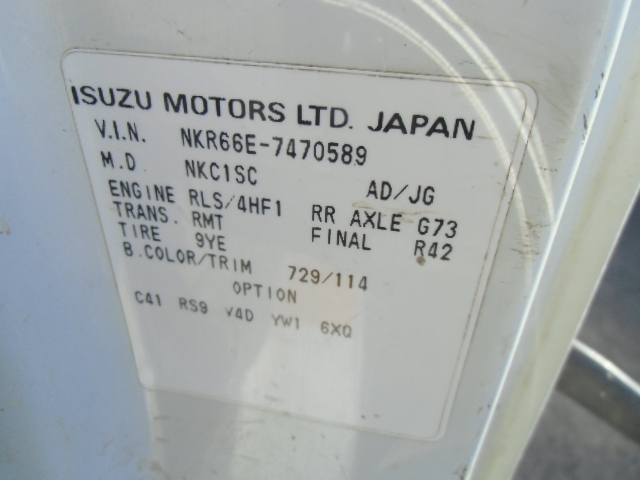 ISUZU MOTORS LTD. JAPAN
V.I.N. NKR66E-7470589
M.D NKC1SC AD/JG
ENGINE RLS/4HF1 RR AXLE G73
TRANS. RMT FINAL R42
TIRE 9YE
B.COLOR/TRIM 729/114
OPTION
C41 RS9 V4D YW1 6XQ